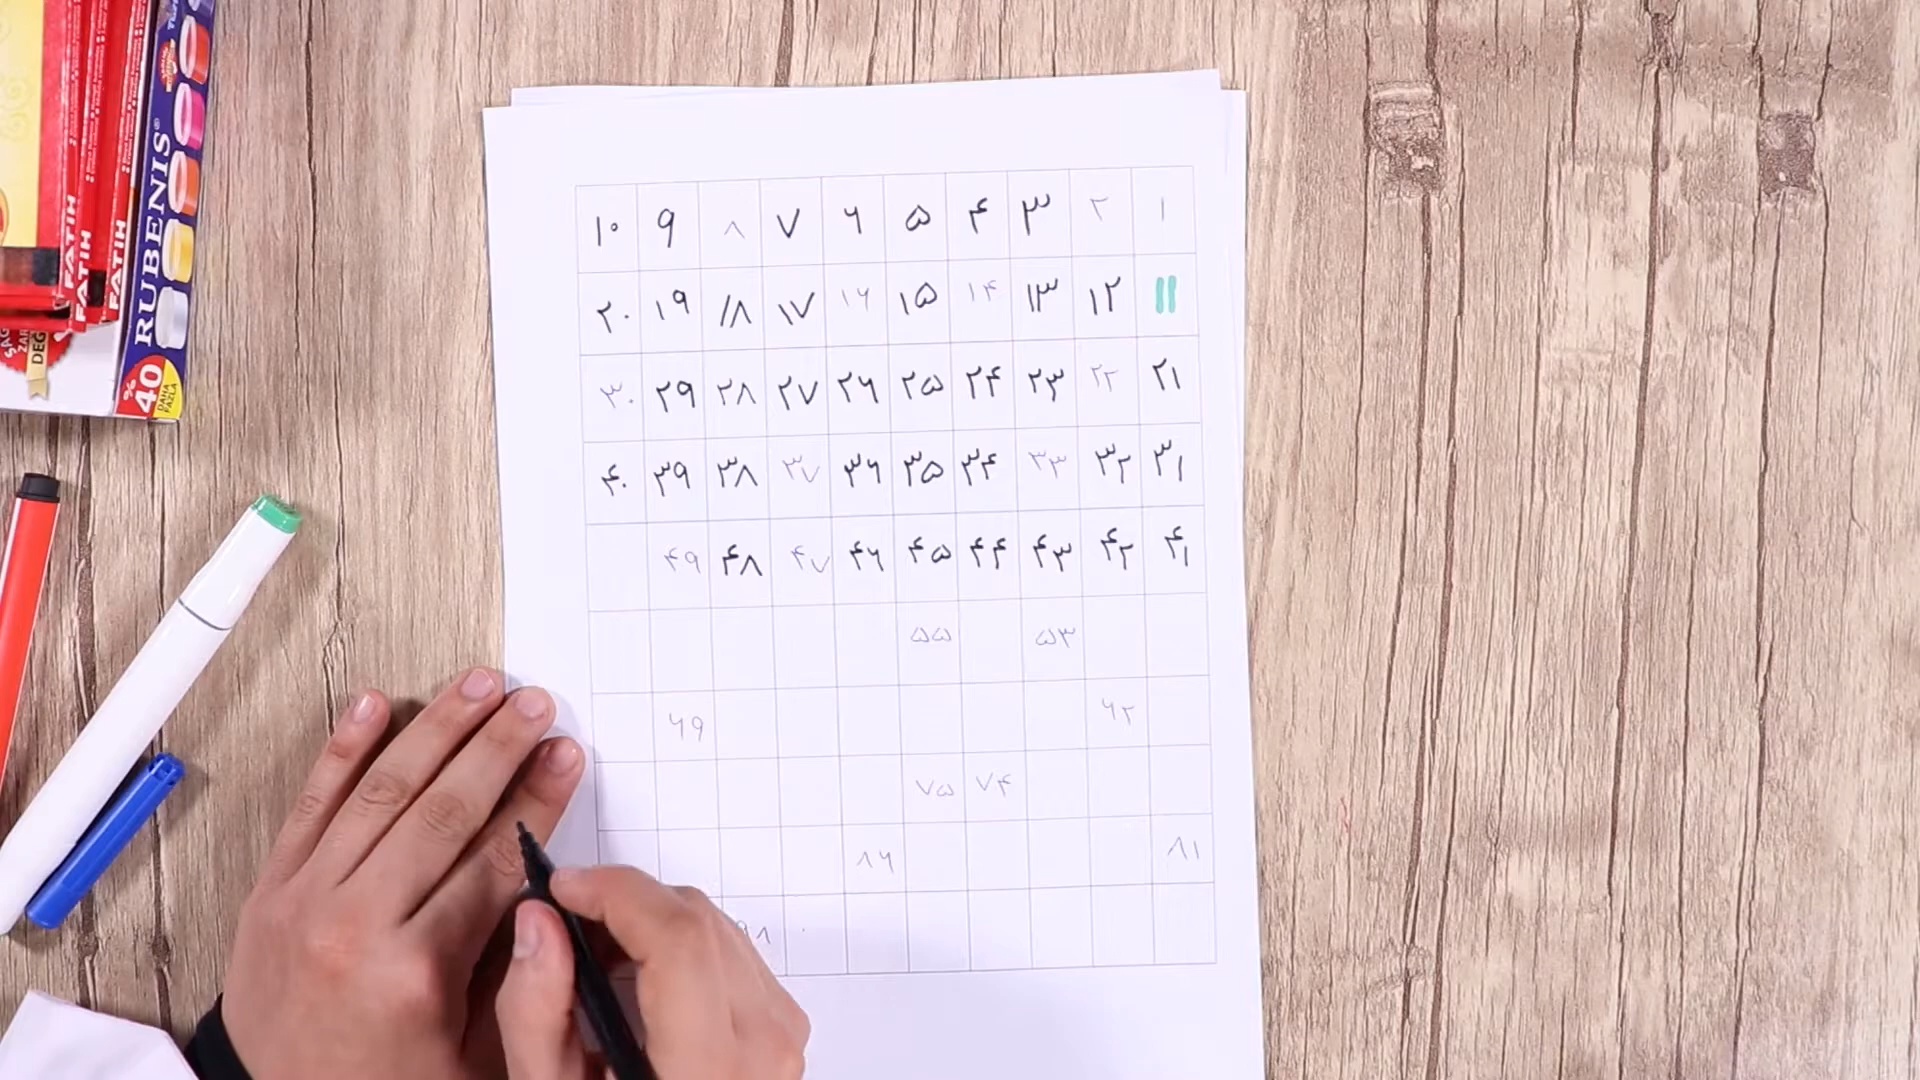 ۱ ۲ ۳ ۴ ۵ ۶ ۷ ۸ ۹ ۱۰
۱۱ ۱۲ ۱۳ ۱۴ ۱۵ ۱۶ ۱۷ ۱۸ ۱۹ ۲۰
۲۱ ۲۲ ۲۳ ۲۴ ۲۵ ۲۶ ۲۷ ۲۸ ۲۹ ۳۰
۳۱ ۳۲ ۳۳ ۳۴ ۳۵ ۳۶ ۳۷ ۳۸ ۳۹ ۴۰
۴۱ ۴۲ ۴۳ ۴۴ ۴۵ ۴۶ ۴۷ ۴۸ ۴۹
۵۳ ۵۵
۶۲ ۶۹
۷۴ ۷۵
۸۱ ۸۶
۹۸
FATIH
FATIH
FATIH
RUBENIS®
%40
DAHA
FAZLA